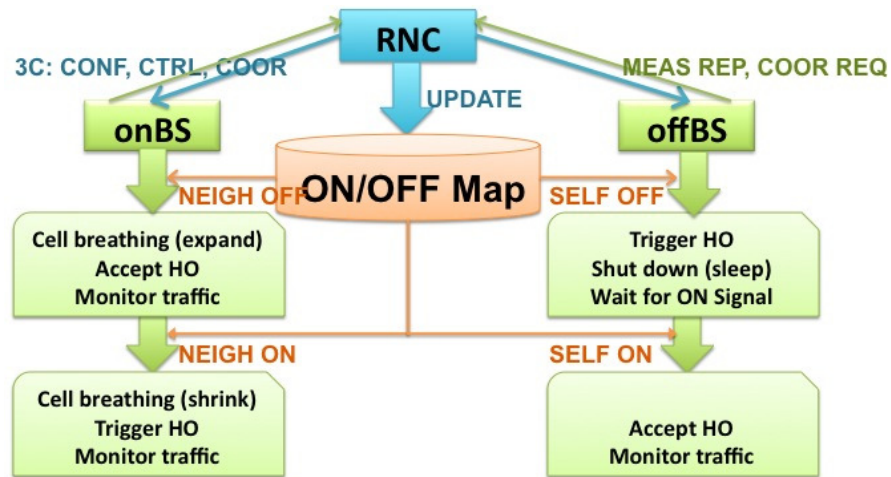 RNC
3C: CONF, CTRL, COOR
MEAS REP, COOR REQ
UPDATE
onBS
offBS
ON/OFF Map
NEIGH OFF
SELF OFF
Cell breathing (expand)
Accept HO
Monitor traffic
Trigger HO
Shut down (sleep)
Wait for ON Signal
NEIGH ON
SELF ON
Cell breathing (shrink)
Trigger HO
Monitor traffic
Accept HO
Monitor traffic